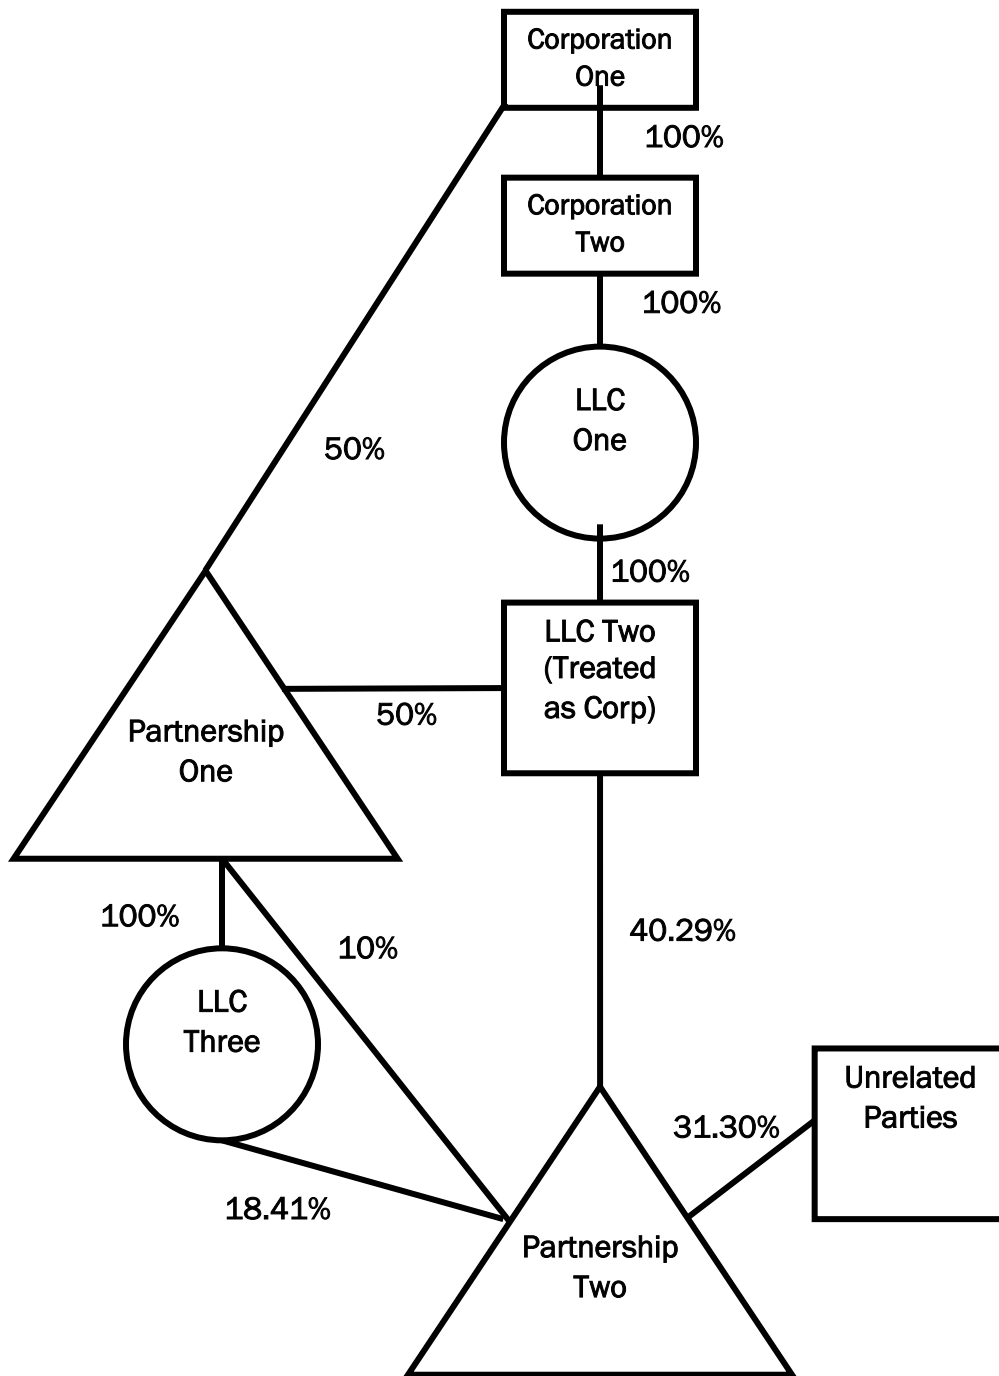 Corporation
One
100%
Corporation
Two
100%
LLC
One
50%
100%
LLC Two
(Treated
as Corp)
50%
Partnership
One
100%
10%
40.29%
LLC
Three
Unrelated
Parties
31.30%
18.41%
Partnership
Two